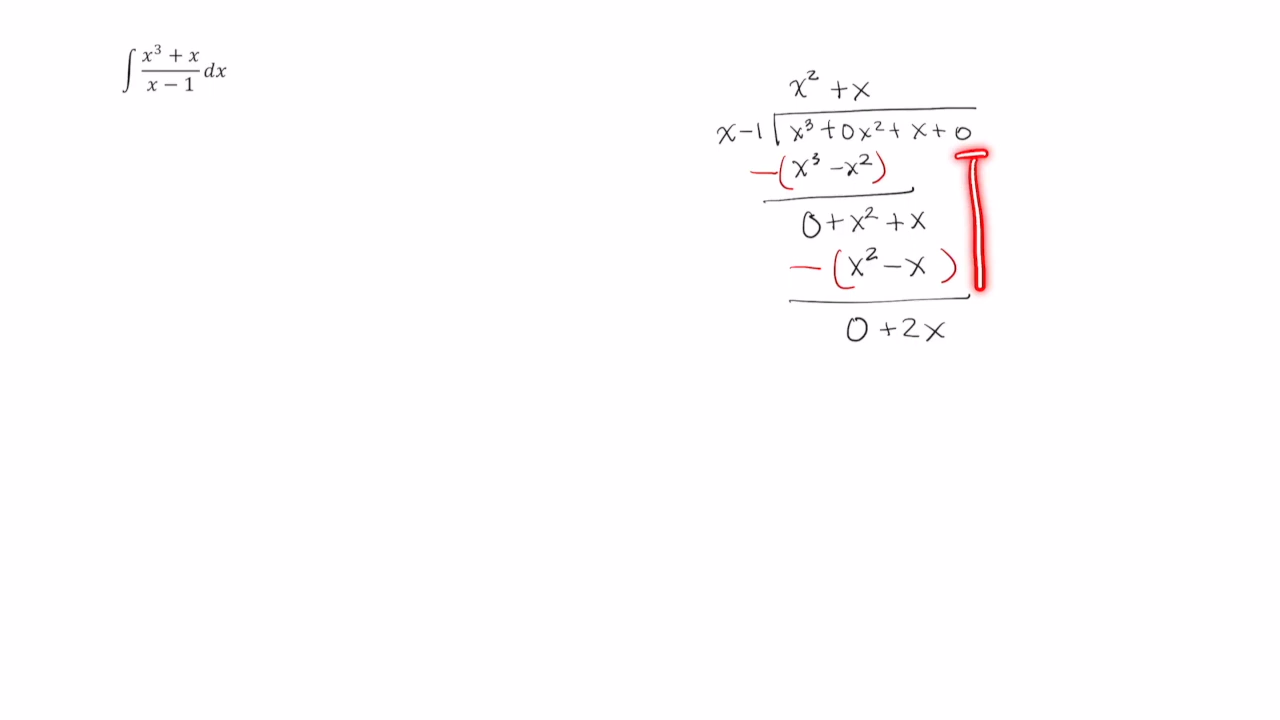 ∫ (x³ + x)/(x − 1) dx
x² + x
x−1 | x³ + 0x² + x + 0
−(x³ − x²)
0 + x² + x
−(x² − x)
0 + 2x